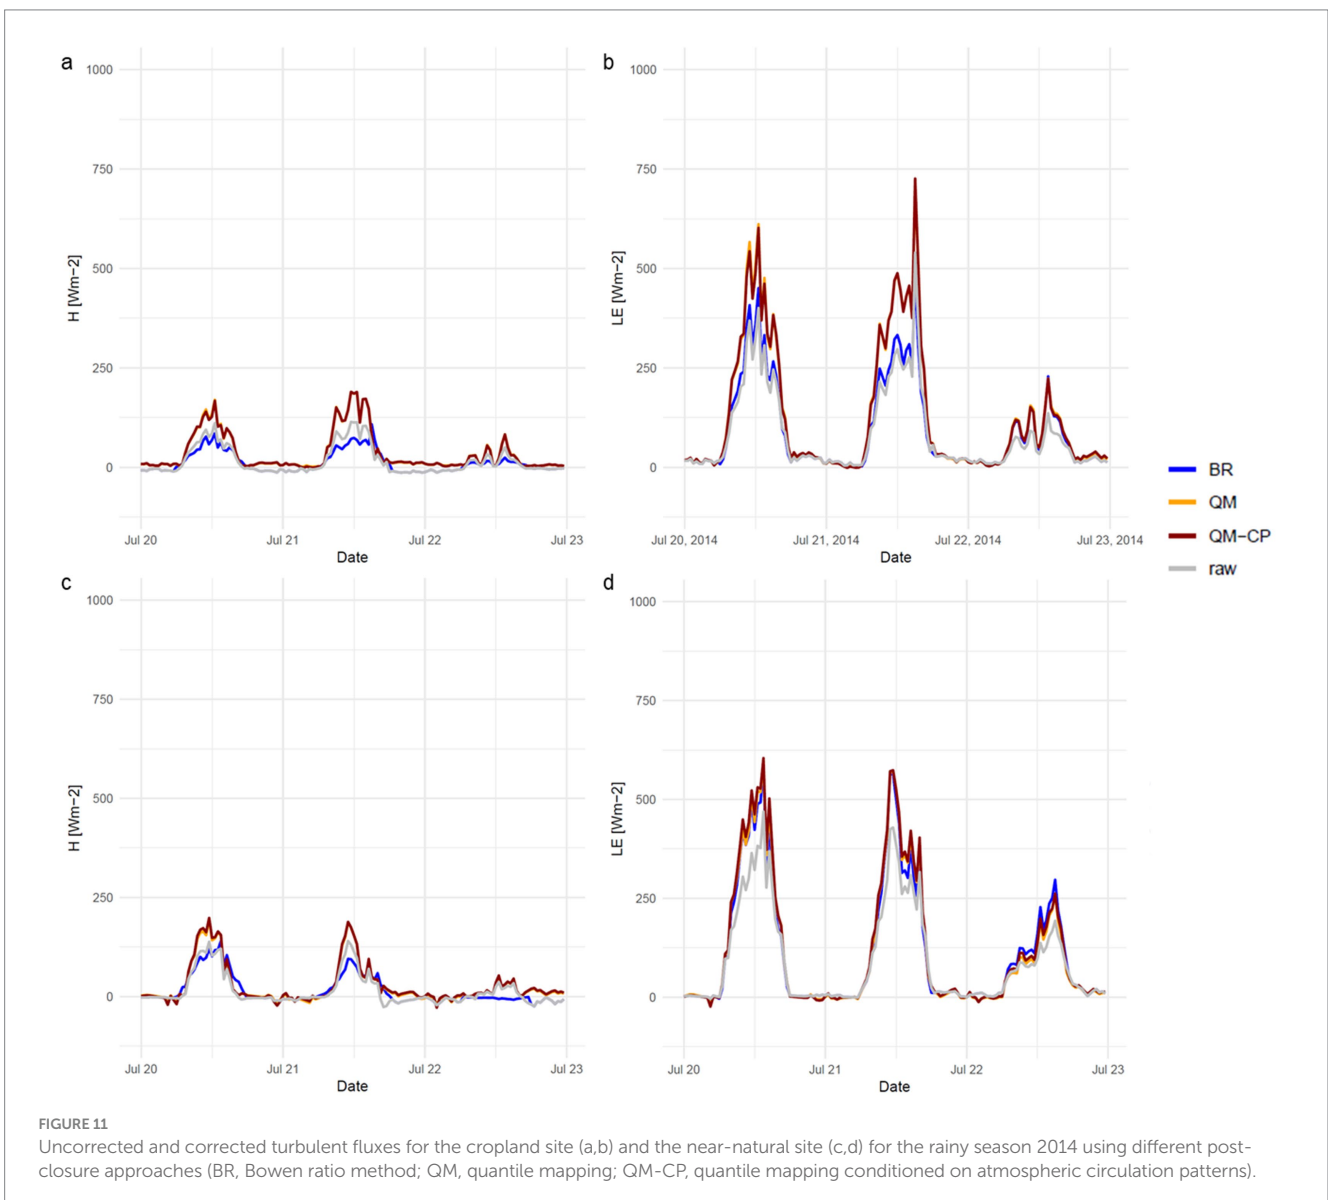 a
1000
750
500
250
0
H [Wm−2]
Jul 20
Jul 21
Jul 22
Jul 23
Date
b
1000
750
500
250
0
LE [Wm−2]
Jul 20, 2014
Jul 21, 2014
Jul 22, 2014
Jul 23, 2014
Date
BR
QM
QM−CP
raw
c
1000
750
500
250
0
H [Wm−2]
Jul 20
Jul 21
Jul 22
Jul 23
Date
d
1000
750
500
250
0
LE [Wm−2]
Jul 20
Jul 21
Jul 22
Jul 23
Date
FIGURE 11
Uncorrected and corrected turbulent fluxes for the cropland site (a,b) and the near-natural site (c,d) for the rainy season 2014 using different post-
closure approaches (BR, Bowen ratio method; QM, quantile mapping; QM-CP, quantile mapping conditioned on atmospheric circulation patterns).